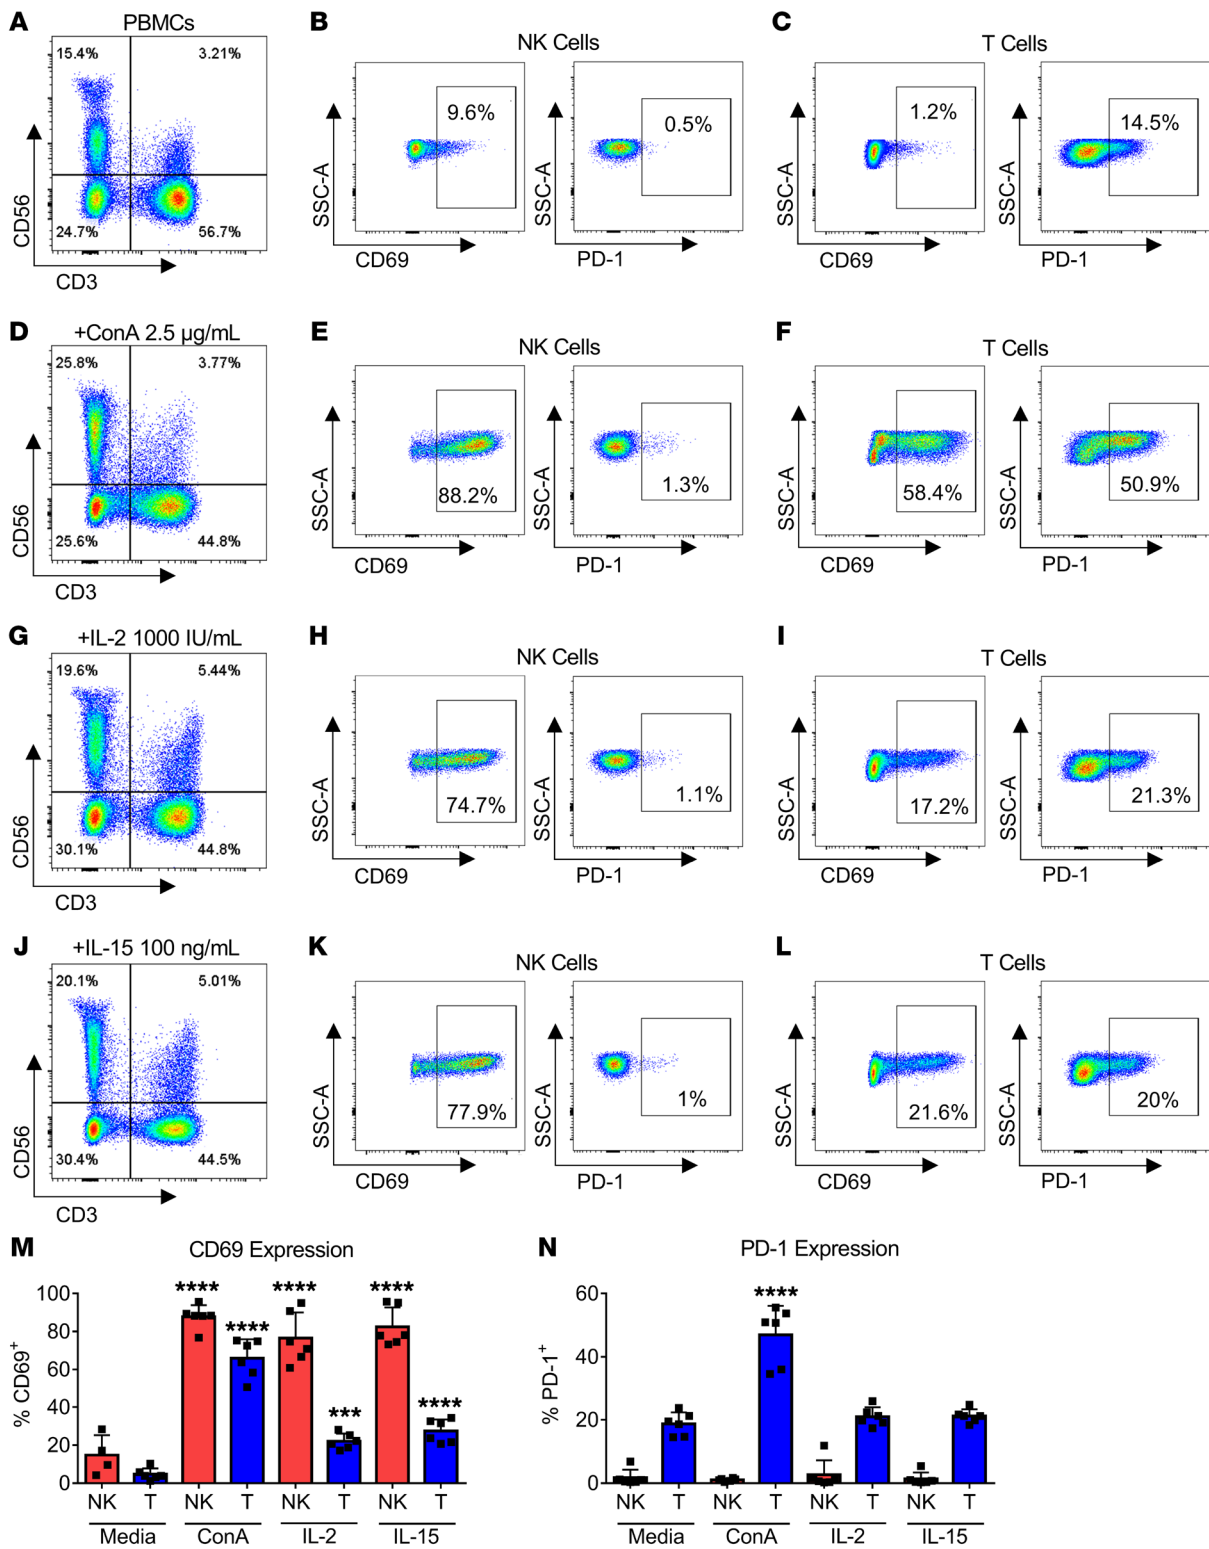 A
PBMCs
15.4%
3.21%
24.7%
56.7%
CD56
CD3
B
NK Cells
9.6%
SSC-A
CD69
0.5%
SSC-A
PD-1
C
T Cells
1.2%
SSC-A
CD69
14.5%
SSC-A
PD-1
D
+ConA 2.5 µg/mL
25.8%
3.77%
25.6%
44.8%
CD56
CD3
E
NK Cells
88.2%
SSC-A
CD69
1.3%
SSC-A
PD-1
F
T Cells
58.4%
SSC-A
CD69
50.9%
SSC-A
PD-1
G
+IL-2 1000 IU/mL
19.6%
5.44%
30.1%
44.8%
CD56
CD3
H
NK Cells
74.7%
SSC-A
CD69
1.1%
SSC-A
PD-1
I
T Cells
17.2%
SSC-A
CD69
21.3%
SSC-A
PD-1
J
+IL-15 100 ng/mL
20.1%
5.01%
30.4%
44.5%
CD56
CD3
K
NK Cells
77.9%
SSC-A
CD69
1%
SSC-A
PD-1
L
T Cells
21.6%
SSC-A
CD69
20%
SSC-A
PD-1
M
CD69 Expression
% CD69+
100
80
60
40
20
0
**** **** **** *** **** ****
NK T NK T NK T NK T
Media ConA IL-2 IL-15
N
PD-1 Expression
% PD-1+
60
40
20
0
****
NK T NK T NK T NK T
Media ConA IL-2 IL-15